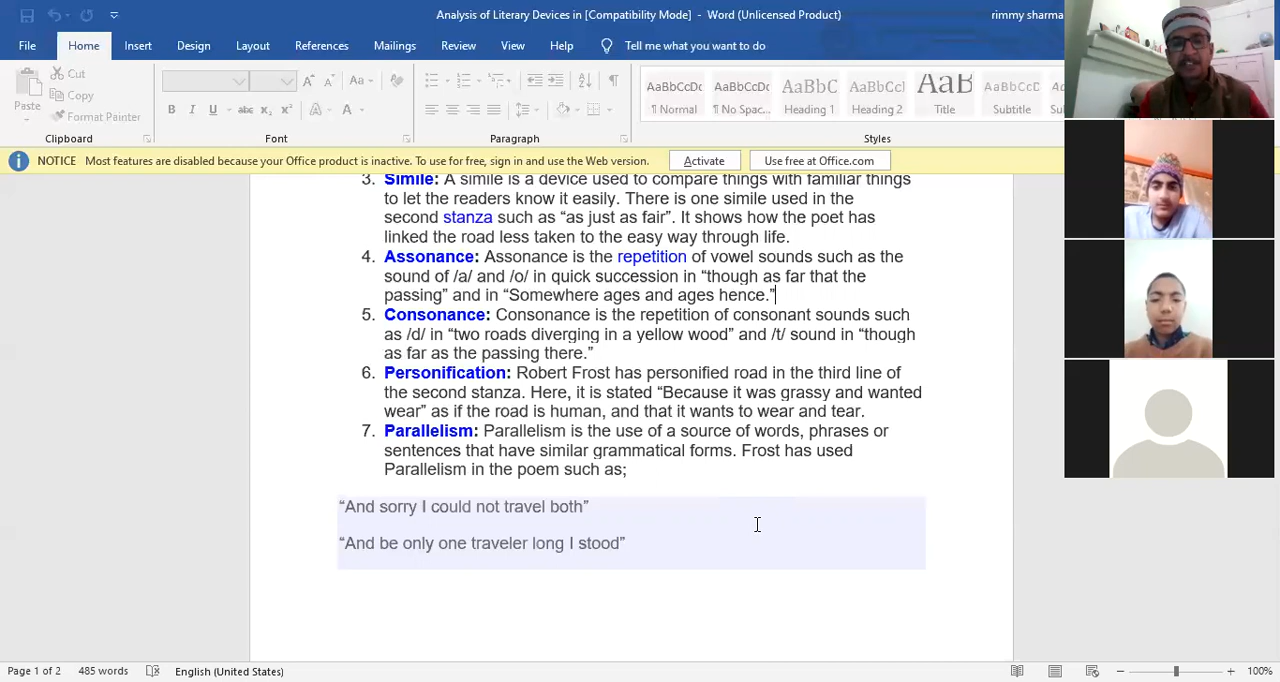 Analysis of Literary Devices in [Compatibility Mode] - Word (Unlicensed Product)
rimmy sharma
File Home Insert Design Layout References Mailings Review View Help Tell me what you want to do
Paste
Cut
Copy
Format Painter
Aa
B I U abc x₂ x² A A
AaBbCcDc AaBbCcDc AaBbC AaBbCcI AaB AaBbCcD
¶ Normal ¶ No Spac... Heading 1 Heading 2 Title Subtitle
Clipboard Font Paragraph Styles
NOTICE Most features are disabled because your Office product is inactive. To use for free, sign in and use the Web version. Activate Use free at Office.com
3. Simile: A simile is a device used to compare things with familiar things
to let the readers know it easily. There is one simile used in the
second stanza such as “as just as fair”. It shows how the poet has
linked the road less taken to the easy way through life.
4. Assonance: Assonance is the repetition of vowel sounds such as the
sound of /a/ and /o/ in quick succession in “though as far that the
passing” and in “Somewhere ages and ages hence.”
5. Consonance: Consonance is the repetition of consonant sounds such
as /d/ in “two roads diverging in a yellow wood” and /t/ sound in “though
as far as the passing there.”
6. Personification: Robert Frost has personified road in the third line of
the second stanza. Here, it is stated “Because it was grassy and wanted
wear” as if the road is human, and that it wants to wear and tear.
7. Parallelism: Parallelism is the use of a source of words, phrases or
sentences that have similar grammatical forms. Frost has used
Parallelism in the poem such as;
“And sorry I could not travel both”
“And be only one traveler long I stood”
Page 1 of 2 485 words English (United States) 100%